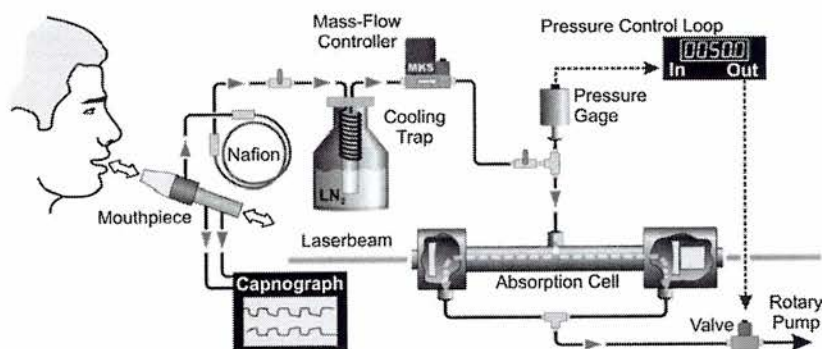 Mass-Flow
Controller
Pressure Control Loop
0050.0
In Out
MKS
Pressure
Gage
Cooling
Trap
Nafion
LN₂
Mouthpiece
Laserbeam
Absorption Cell
Capnograph
Valve
Rotary
Pump